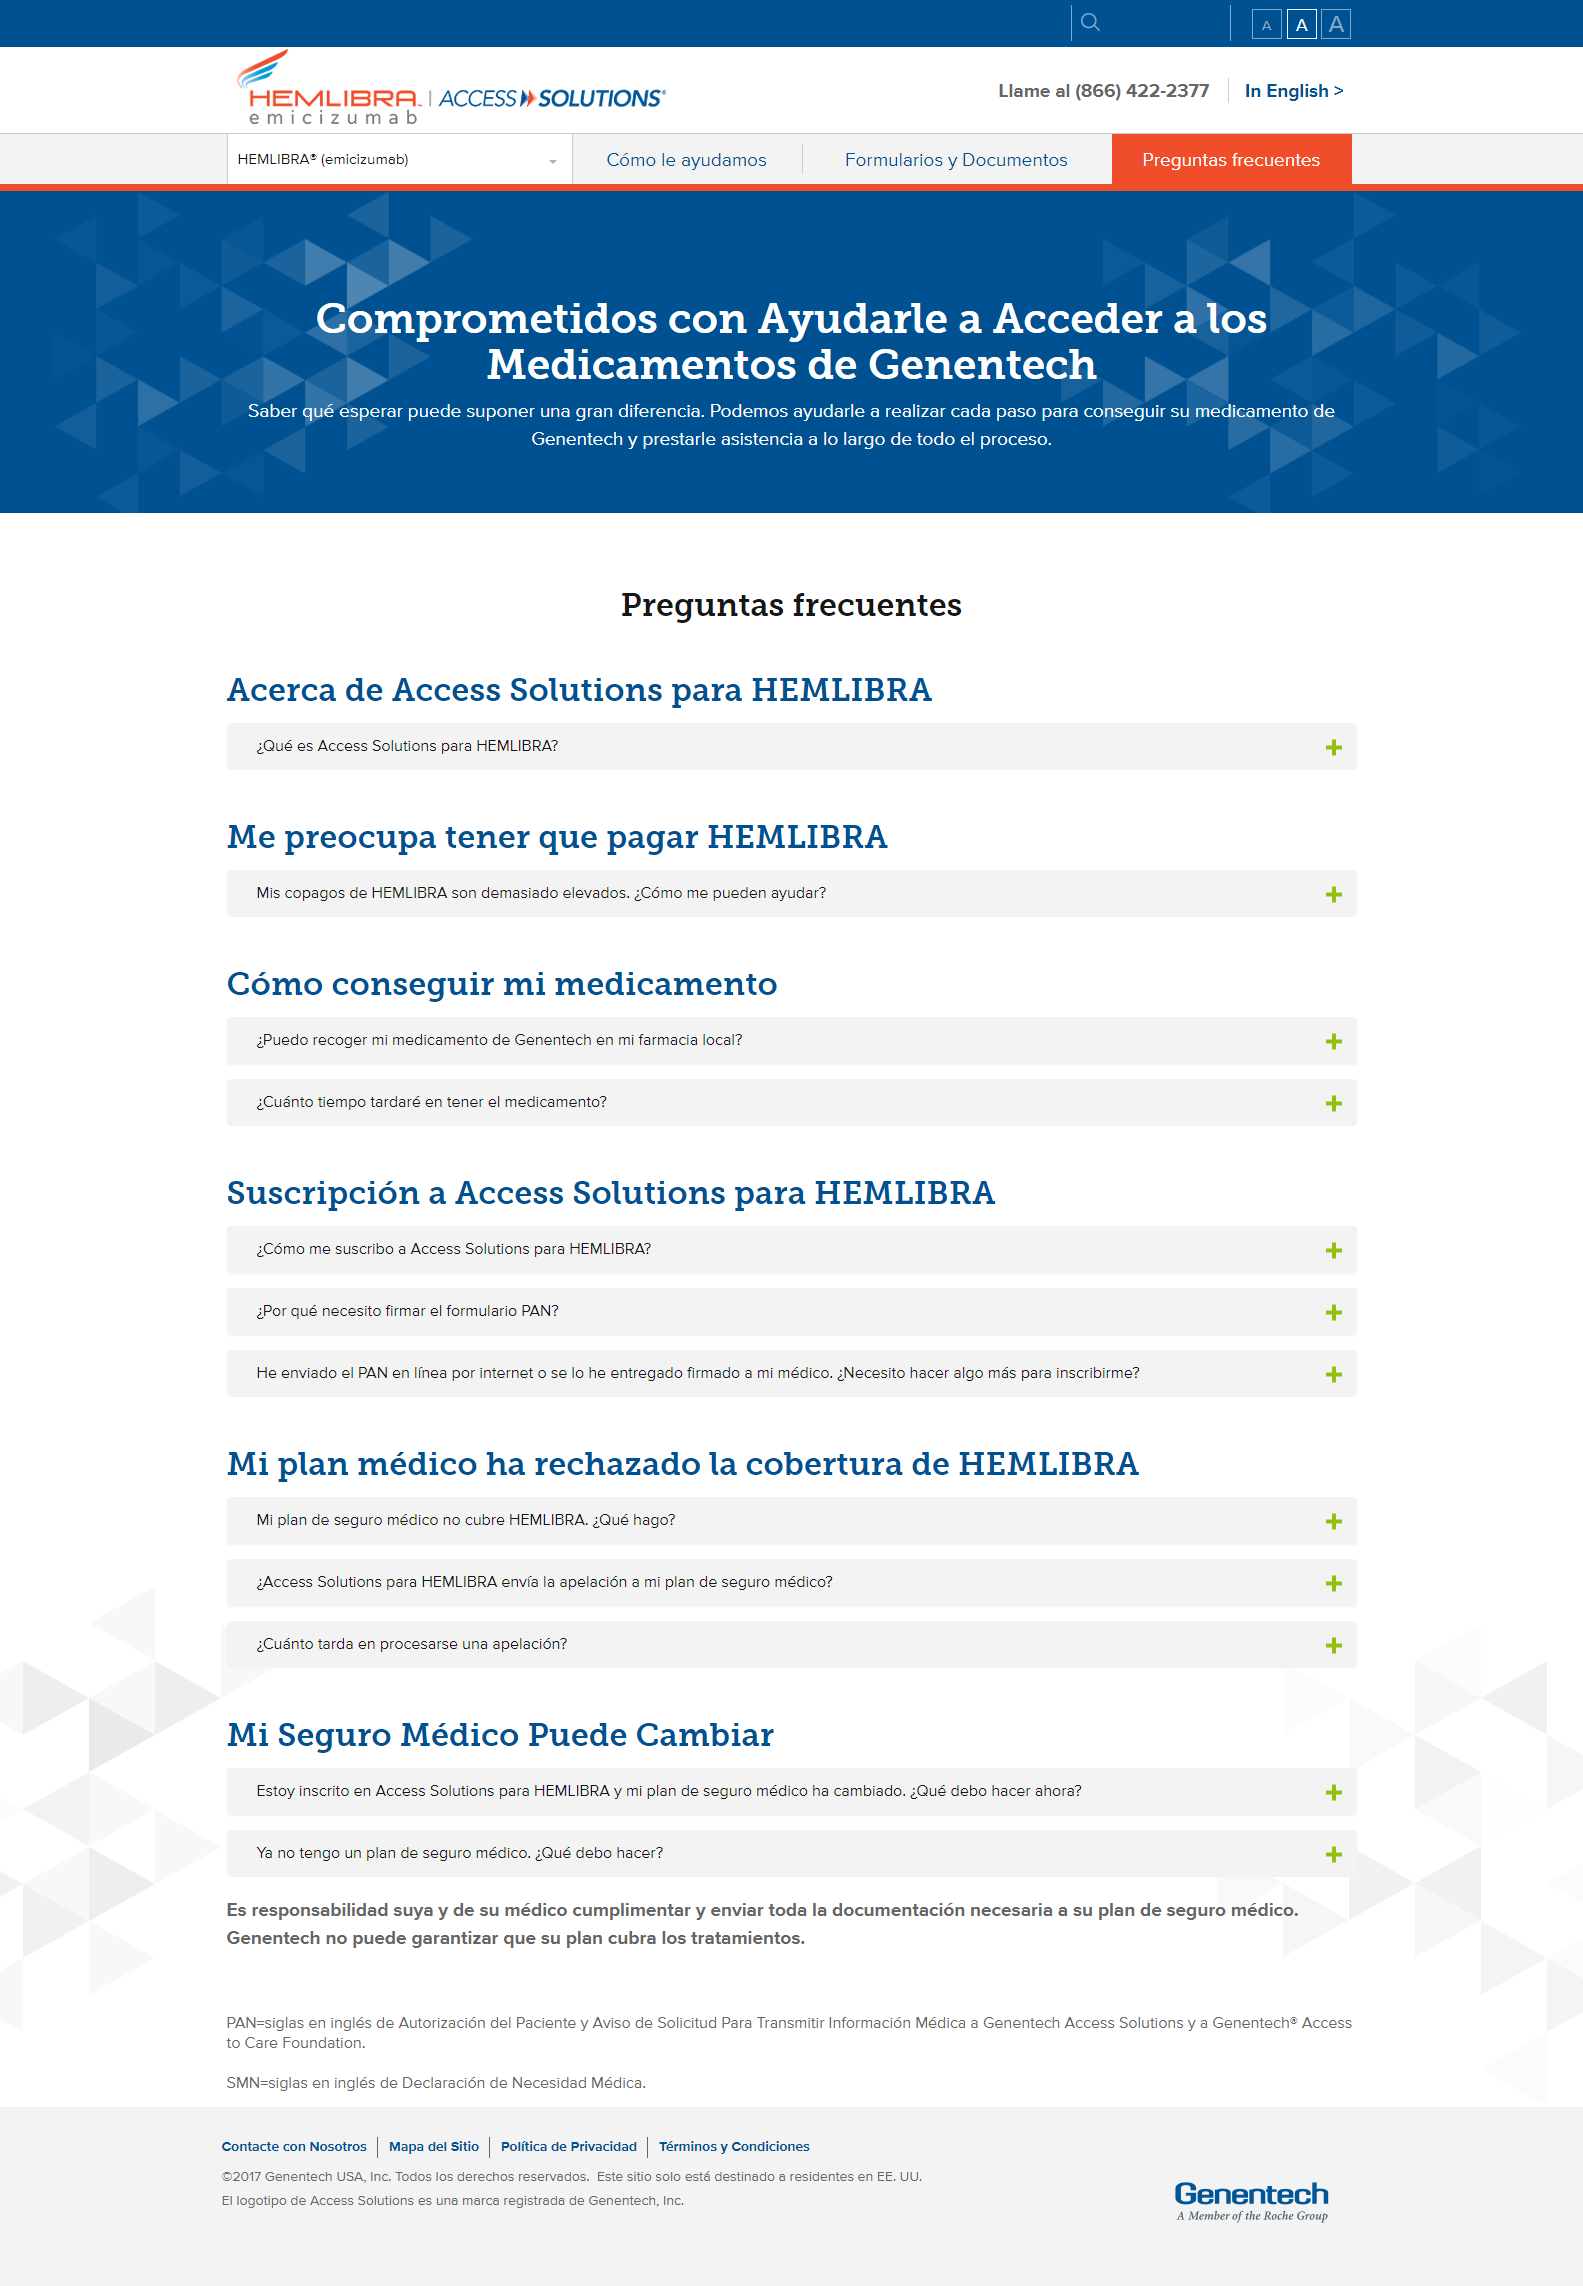 A A A
HEMLIBRA™ | ACCESS SOLUTIONS®
emicizumab
Llame al (866) 422-2377
In English >
HEMLIBRA® (emicizumab)
Cómo le ayudamos
Formularios y Documentos
Preguntas frecuentes
Comprometidos con Ayudarle a Acceder a los
Medicamentos de Genentech
Saber qué esperar puede suponer una gran diferencia. Podemos ayudarle a realizar cada paso para conseguir su medicamento de
Genentech y prestarle asistencia a lo largo de todo el proceso.
Preguntas frecuentes
Acerca de Access Solutions para HEMLIBRA
¿Qué es Access Solutions para HEMLIBRA?
Me preocupa tener que pagar HEMLIBRA
Mis copagos de HEMLIBRA son demasiado elevados. ¿Cómo me pueden ayudar?
Cómo conseguir mi medicamento
¿Puedo recoger mi medicamento de Genentech en mi farmacia local?
¿Cuánto tiempo tardaré en tener el medicamento?
Suscripción a Access Solutions para HEMLIBRA
¿Cómo me suscribo a Access Solutions para HEMLIBRA?
¿Por qué necesito firmar el formulario PAN?
He enviado el PAN en línea por internet o se lo he entregado firmado a mi médico. ¿Necesito hacer algo más para inscribirme?
Mi plan médico ha rechazado la cobertura de HEMLIBRA
Mi plan de seguro médico no cubre HEMLIBRA. ¿Qué hago?
¿Access Solutions para HEMLIBRA envía la apelación a mi plan de seguro médico?
¿Cuánto tarda en procesarse una apelación?
Mi Seguro Médico Puede Cambiar
Estoy inscrito en Access Solutions para HEMLIBRA y mi plan de seguro médico ha cambiado. ¿Qué debo hacer ahora?
Ya no tengo un plan de seguro médico. ¿Qué debo hacer?
Es responsabilidad suya y de su médico cumplimentar y enviar toda la documentación necesaria a su plan de seguro médico.
Genentech no puede garantizar que su plan cubra los tratamientos.
PAN=siglas en inglés de Autorización del Paciente y Aviso de Solicitud Para Transmitir Información Médica a Genentech Access Solutions y a Genentech® Access
to Care Foundation.
SMN=siglas en inglés de Declaración de Necesidad Médica.
Contacte con Nosotros | Mapa del Sitio | Política de Privacidad | Términos y Condiciones
©2017 Genentech USA, Inc. Todos los derechos reservados. Este sitio solo está destinado a residentes en EE. UU.
El logotipo de Access Solutions es una marca registrada de Genentech, Inc.
Genentech
A Member of the Roche Group